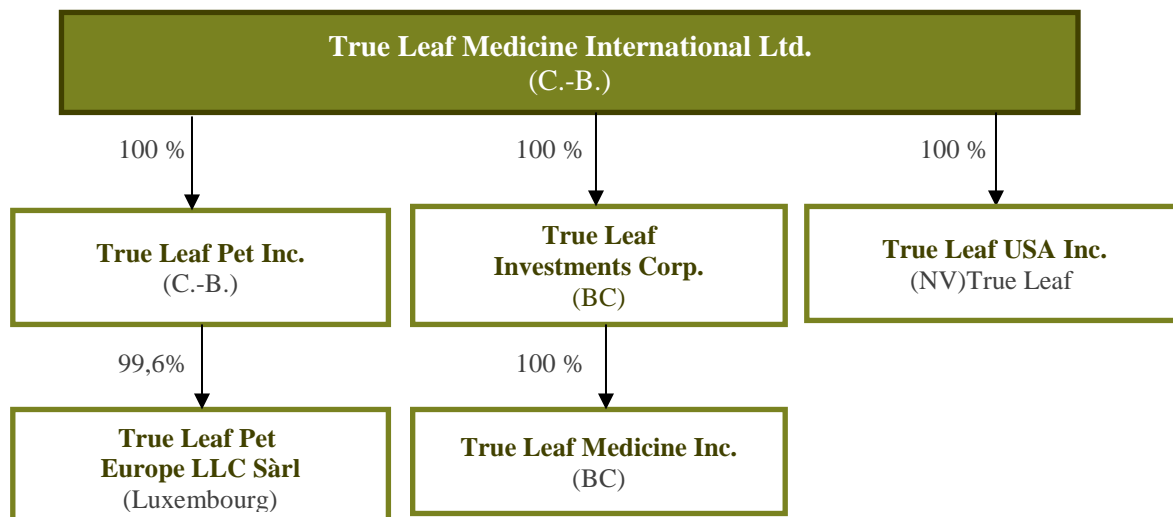 True Leaf Medicine International Ltd.
(C.-B.)
100 %
100 %
100 %
True Leaf Pet Inc.
(C.-B.)
True Leaf
Investments Corp.
(BC)
True Leaf USA Inc.
(NV)True Leaf
99,6%
100 %
True Leaf Pet
Europe LLC Sàrl
(Luxembourg)
True Leaf Medicine Inc.
(BC)